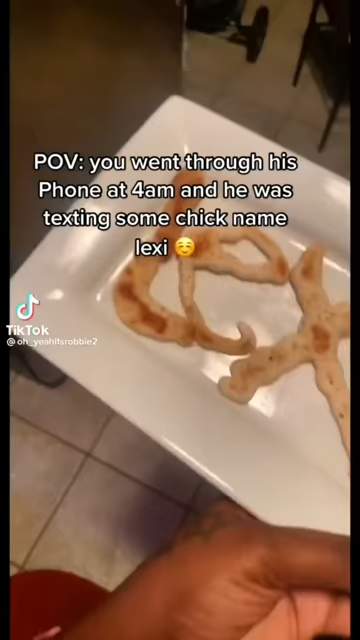 POV: you went through his
Phone at 4am and he was
texting some chick name
lexi ☺️
TikTok
@oh_yeahitsrobbie2